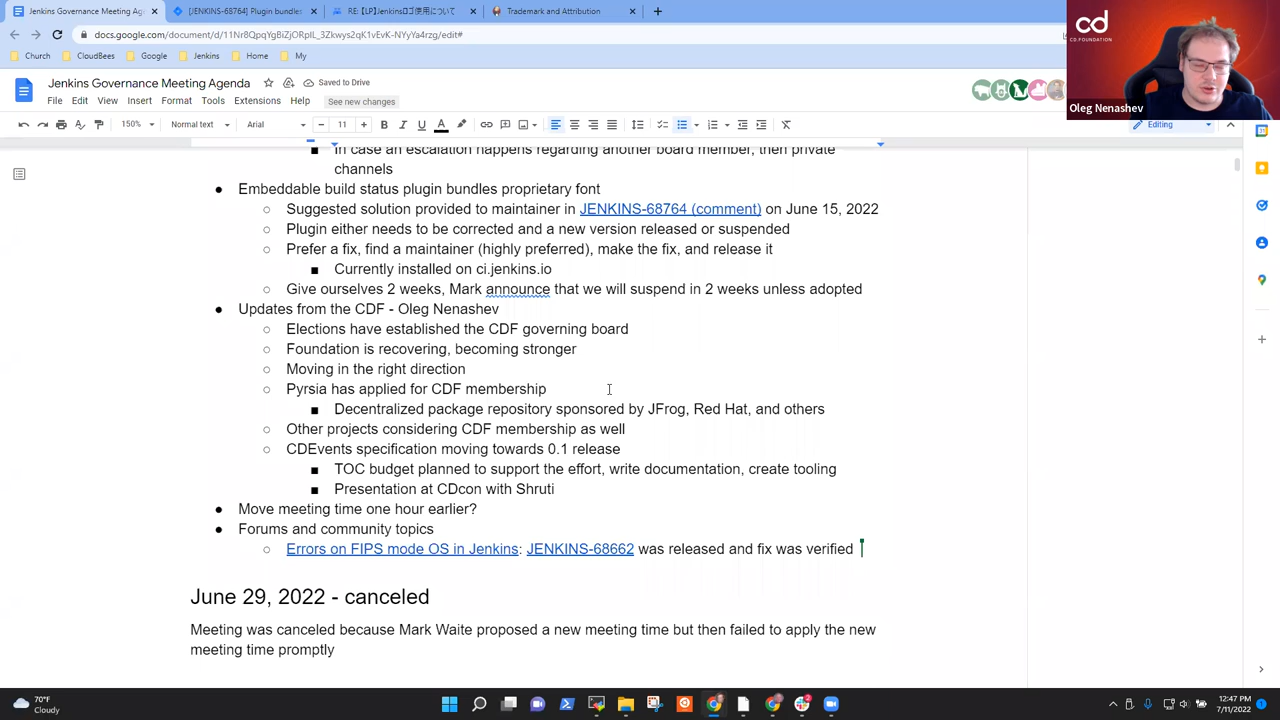 Jenkins Governance Meeting Age
[JENKINS-68764] Plugin bundles
RE: 【LP】Jenkinsロゴ使用について
Trademark and Attribution
docs.google.com/document/d/11Nr8QpqYgBiZjORpIL_3Zkwys2qK1vEvK-NVyYa4rzg/edit#
Church
CloudBees
Google
Jenkins
Home
My
Jenkins Governance Meeting Agenda
Saved to Drive
File Edit View Insert Format Tools Extensions Help See new changes
150% Normal text Arial 11
Editing
cd
CD.FOUNDATION
Oleg Nenashev
In case an escalation happens regarding another board member, then private
channels
Embeddable build status plugin bundles proprietary font
Suggested solution provided to maintainer in JENKINS-68764 (comment) on June 15, 2022
Plugin either needs to be corrected and a new version released or suspended
Prefer a fix, find a maintainer (highly preferred), make the fix, and release it
Currently installed on ci.jenkins.io
Give ourselves 2 weeks, Mark announce that we will suspend in 2 weeks unless adopted
Updates from the CDF - Oleg Nenashev
Elections have established the CDF governing board
Foundation is recovering, becoming stronger
Moving in the right direction
Pyrsia has applied for CDF membership
Decentralized package repository sponsored by JFrog, Red Hat, and others
Other projects considering CDF membership as well
CDEvents specification moving towards 0.1 release
TOC budget planned to support the effort, write documentation, create tooling
Presentation at CDcon with Shruti
Move meeting time one hour earlier?
Forums and community topics
Errors on FIPS mode OS in Jenkins: JENKINS-68662 was released and fix was verified
June 29, 2022 - canceled
Meeting was canceled because Mark Waite proposed a new meeting time but then failed to apply the new
meeting time promptly
70°F
Cloudy
12:47 PM
7/11/2022